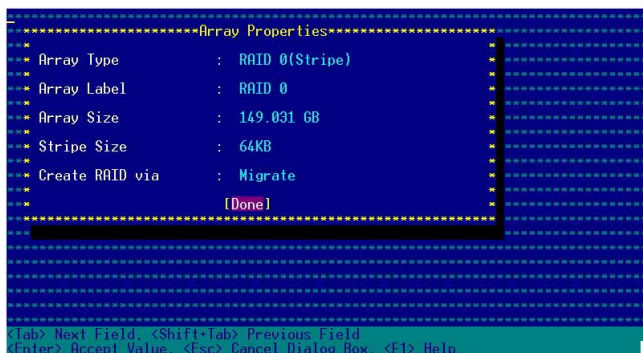 Array Properties
Array Type : RAID 0(Stripe)
Array Label : RAID 0
Array Size : 149.031 GB
Stripe Size : 64KB
Create RAID via : Migrate
[Done]
<Tab> Next Field, <Shift+Tab> Previous Field
<Enter> Accept Value, <Esc> Cancel Dialog Box, <F1> Help